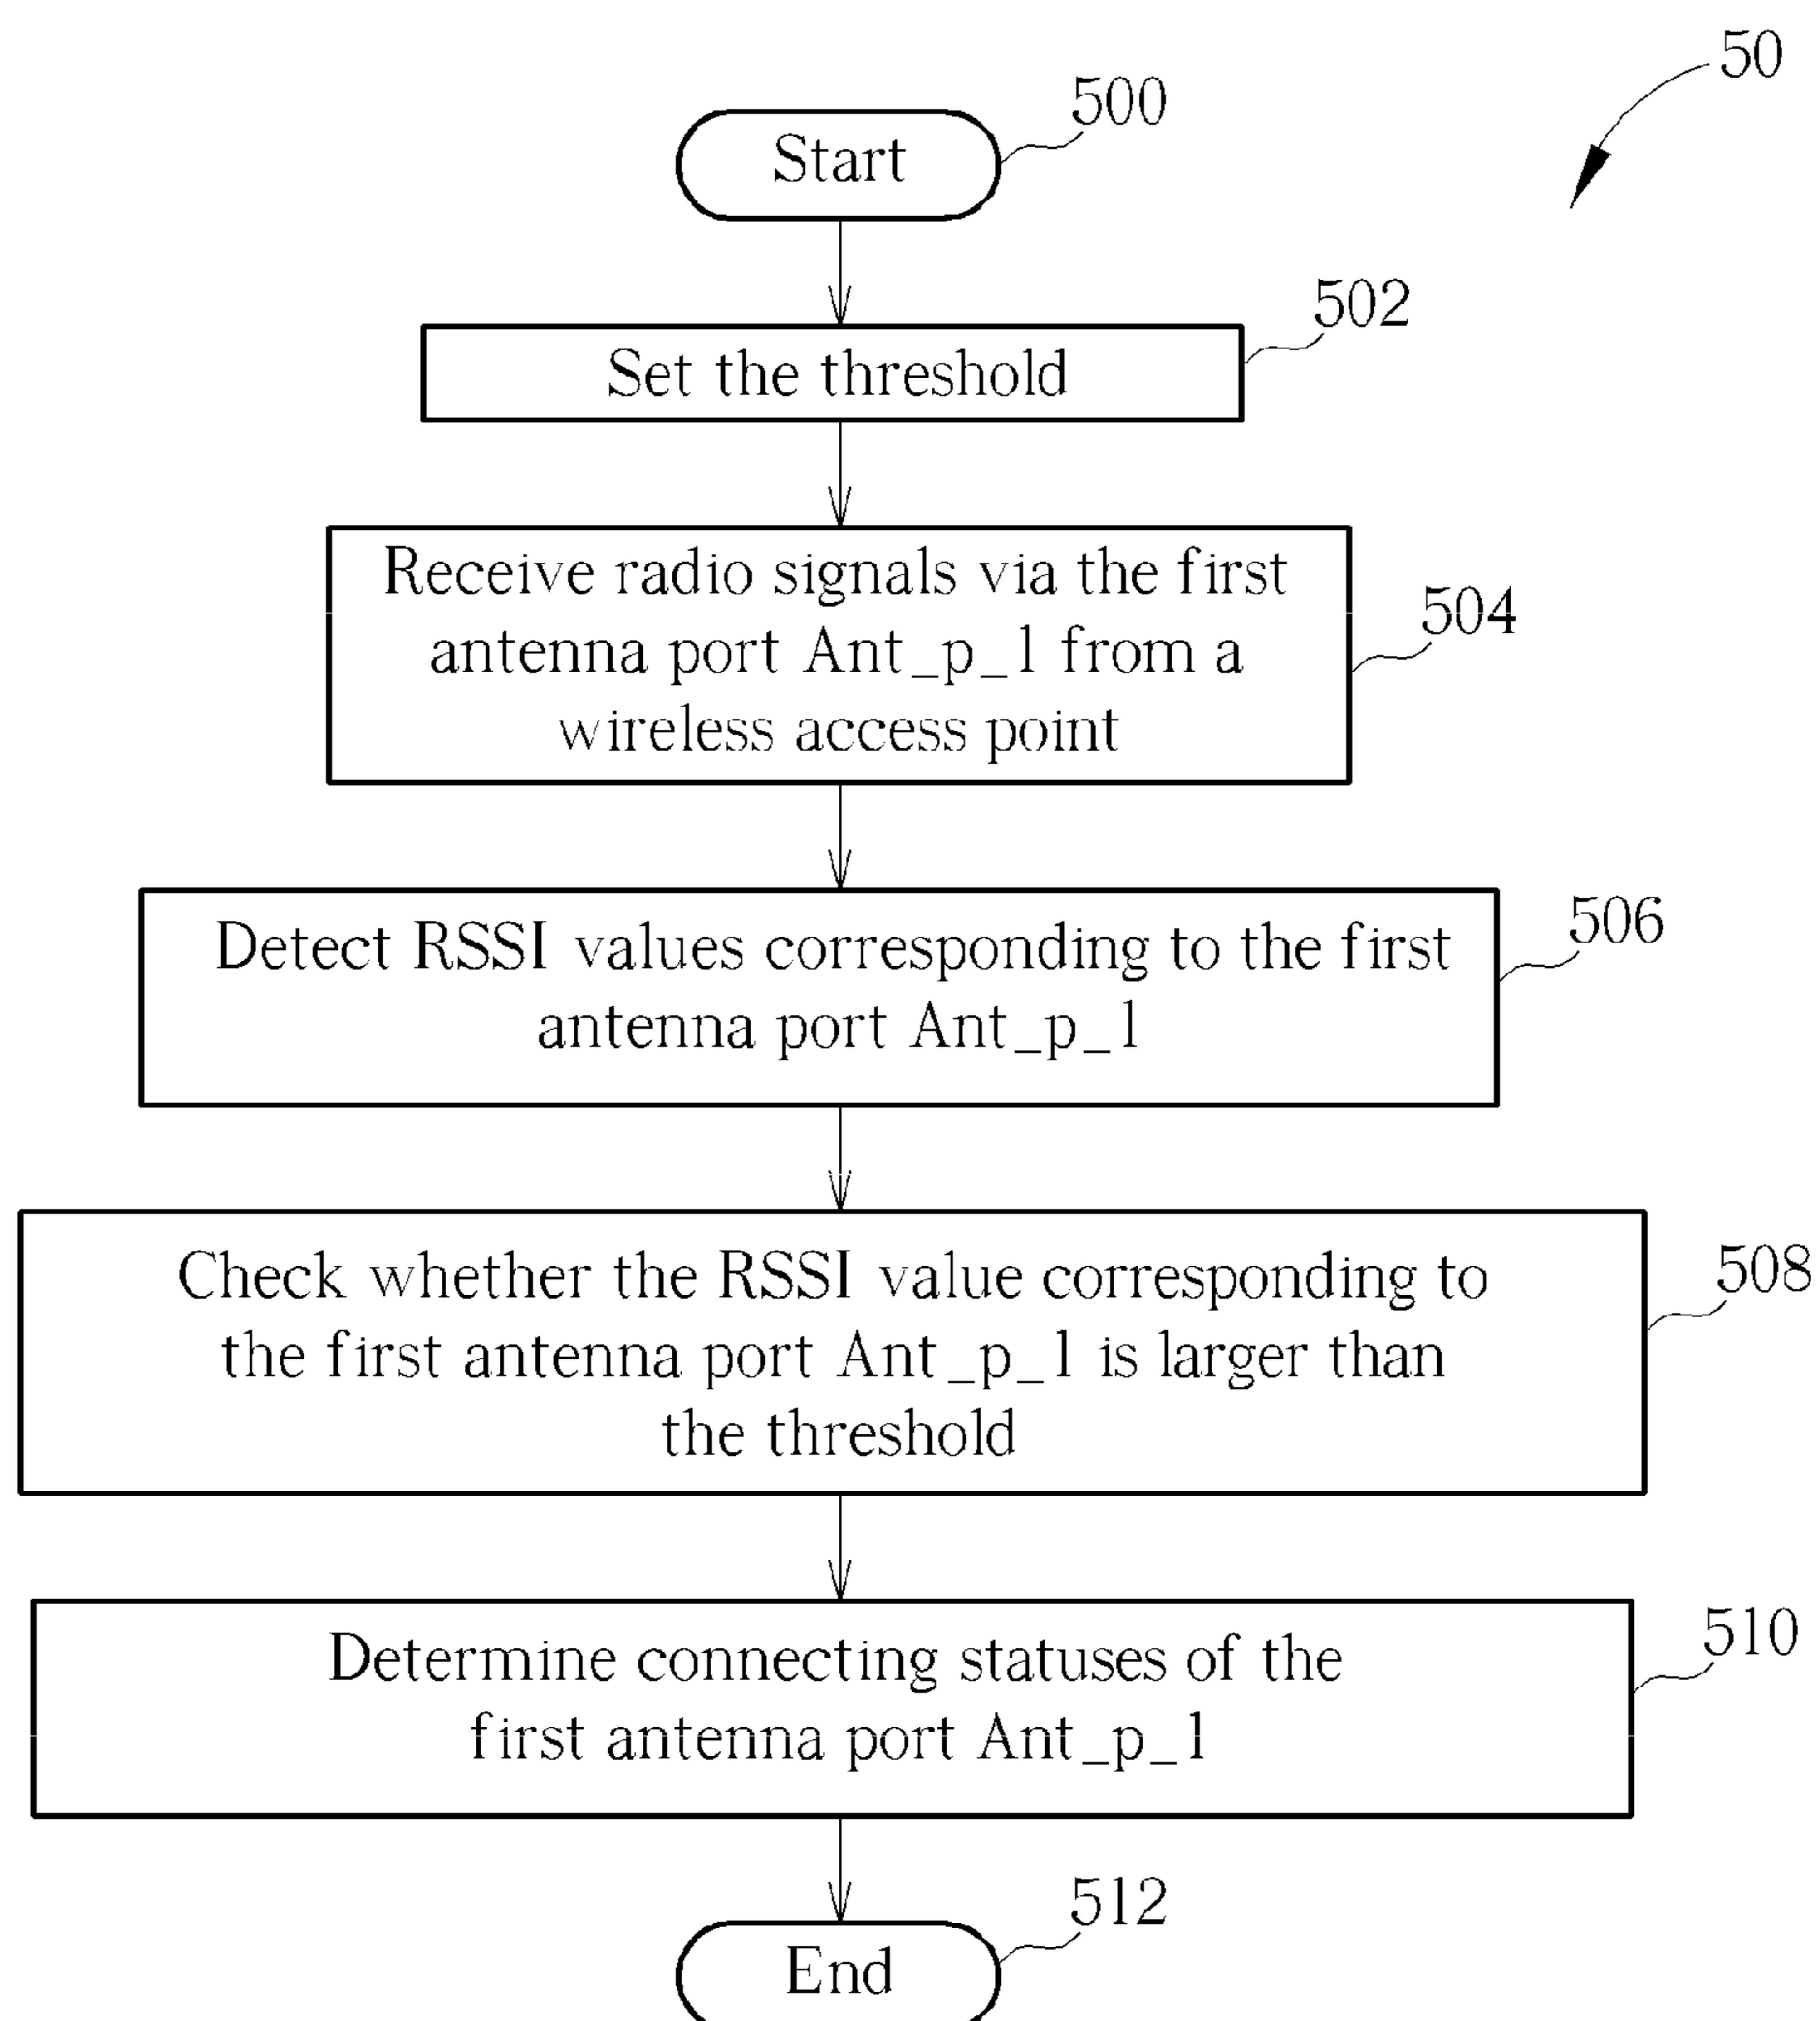 50
500
Start
502
Set the threshold
504
Receive radio signals via the first
antenna port Ant_p_1 from a
wireless access point
506
Detect RSSI values corresponding to the first
antenna port Ant_p_1
508
Check whether the RSSI value corresponding to
the first antenna port Ant_p_1 is larger than
the threshold
510
Determine connecting statuses of the
first antenna port Ant_p_1
512
End